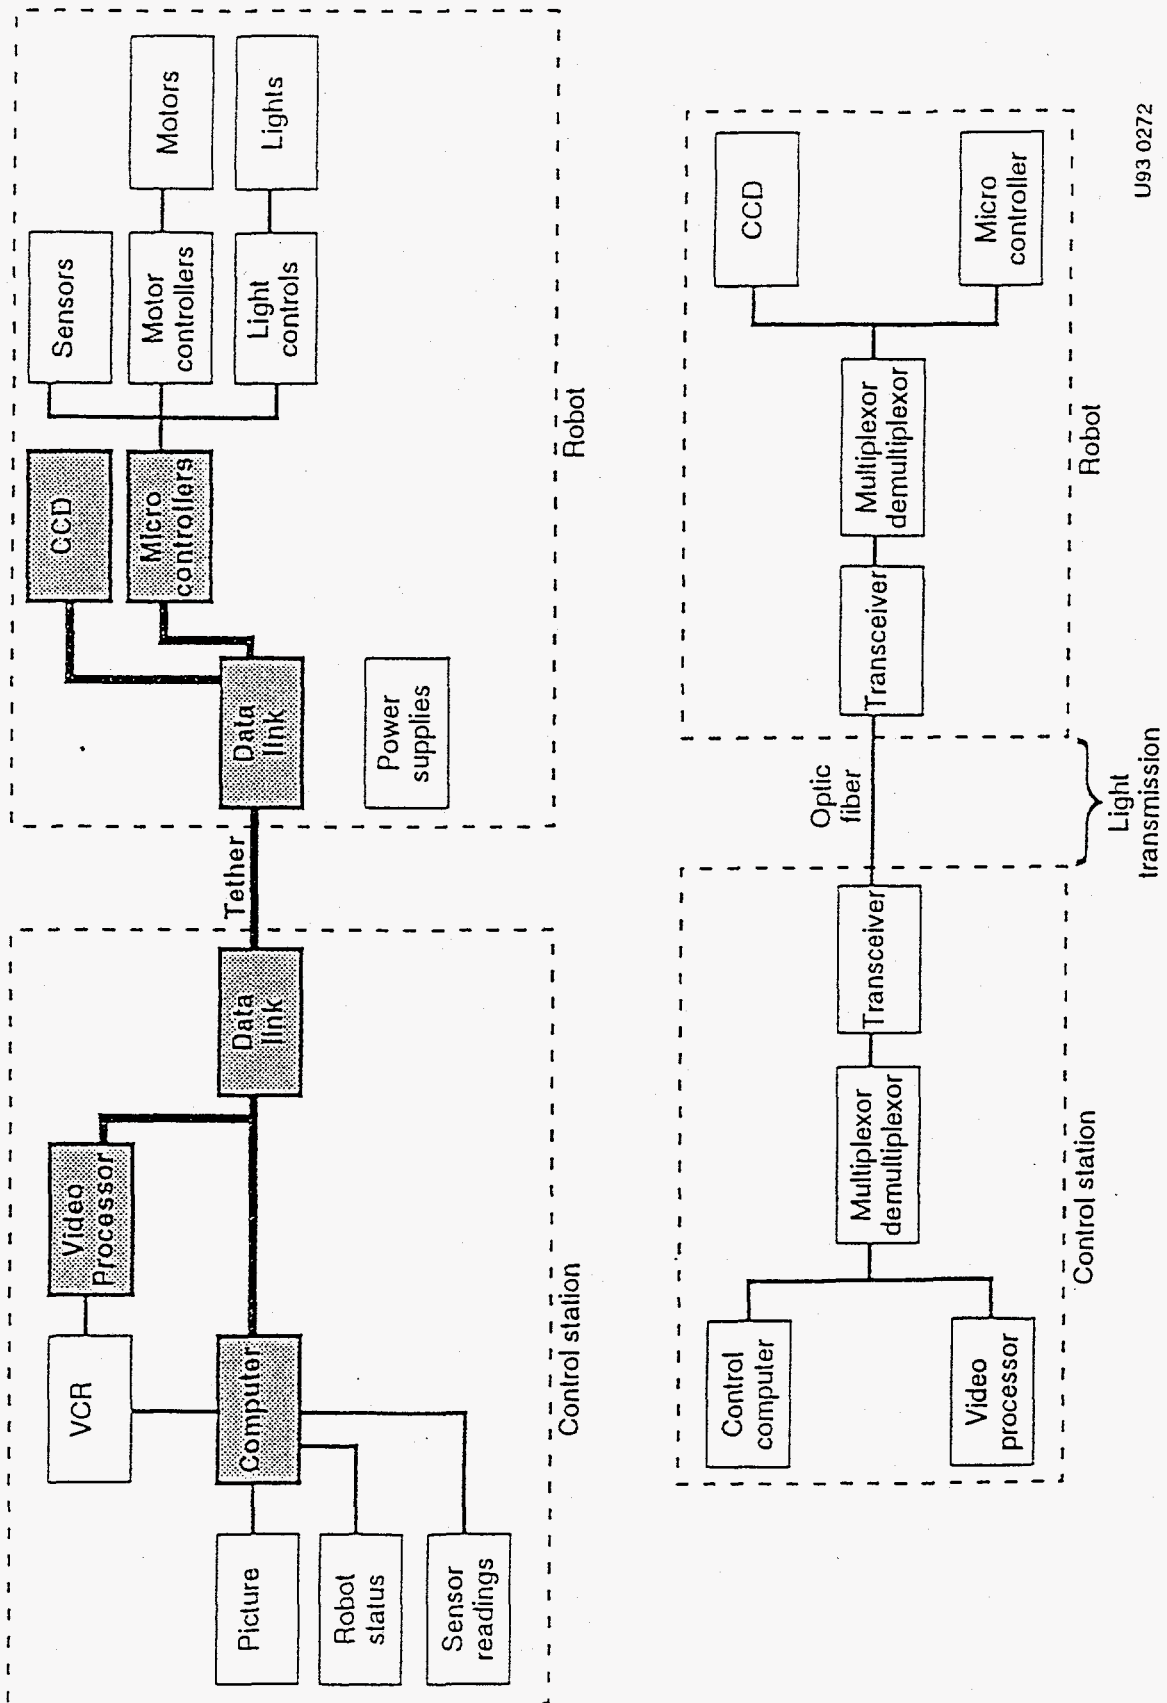 Picture
Robot
status
Sensor
readings
VCR
Computer
Video
Processor
Data
link
Control station
Tether
Data
link
Power
supplies
CCD
Micro
controllers
Sensors
Motor
controllers
Light
controls
Motors
Lights
Robot
Control
computer
Video
processor
Multiplexor
demultiplexor
Transceiver
Control station
Optic
fiber
Light
transmission
Transceiver
Multiplexor
demultiplexor
CCD
Micro
controller
Robot
U93 0272